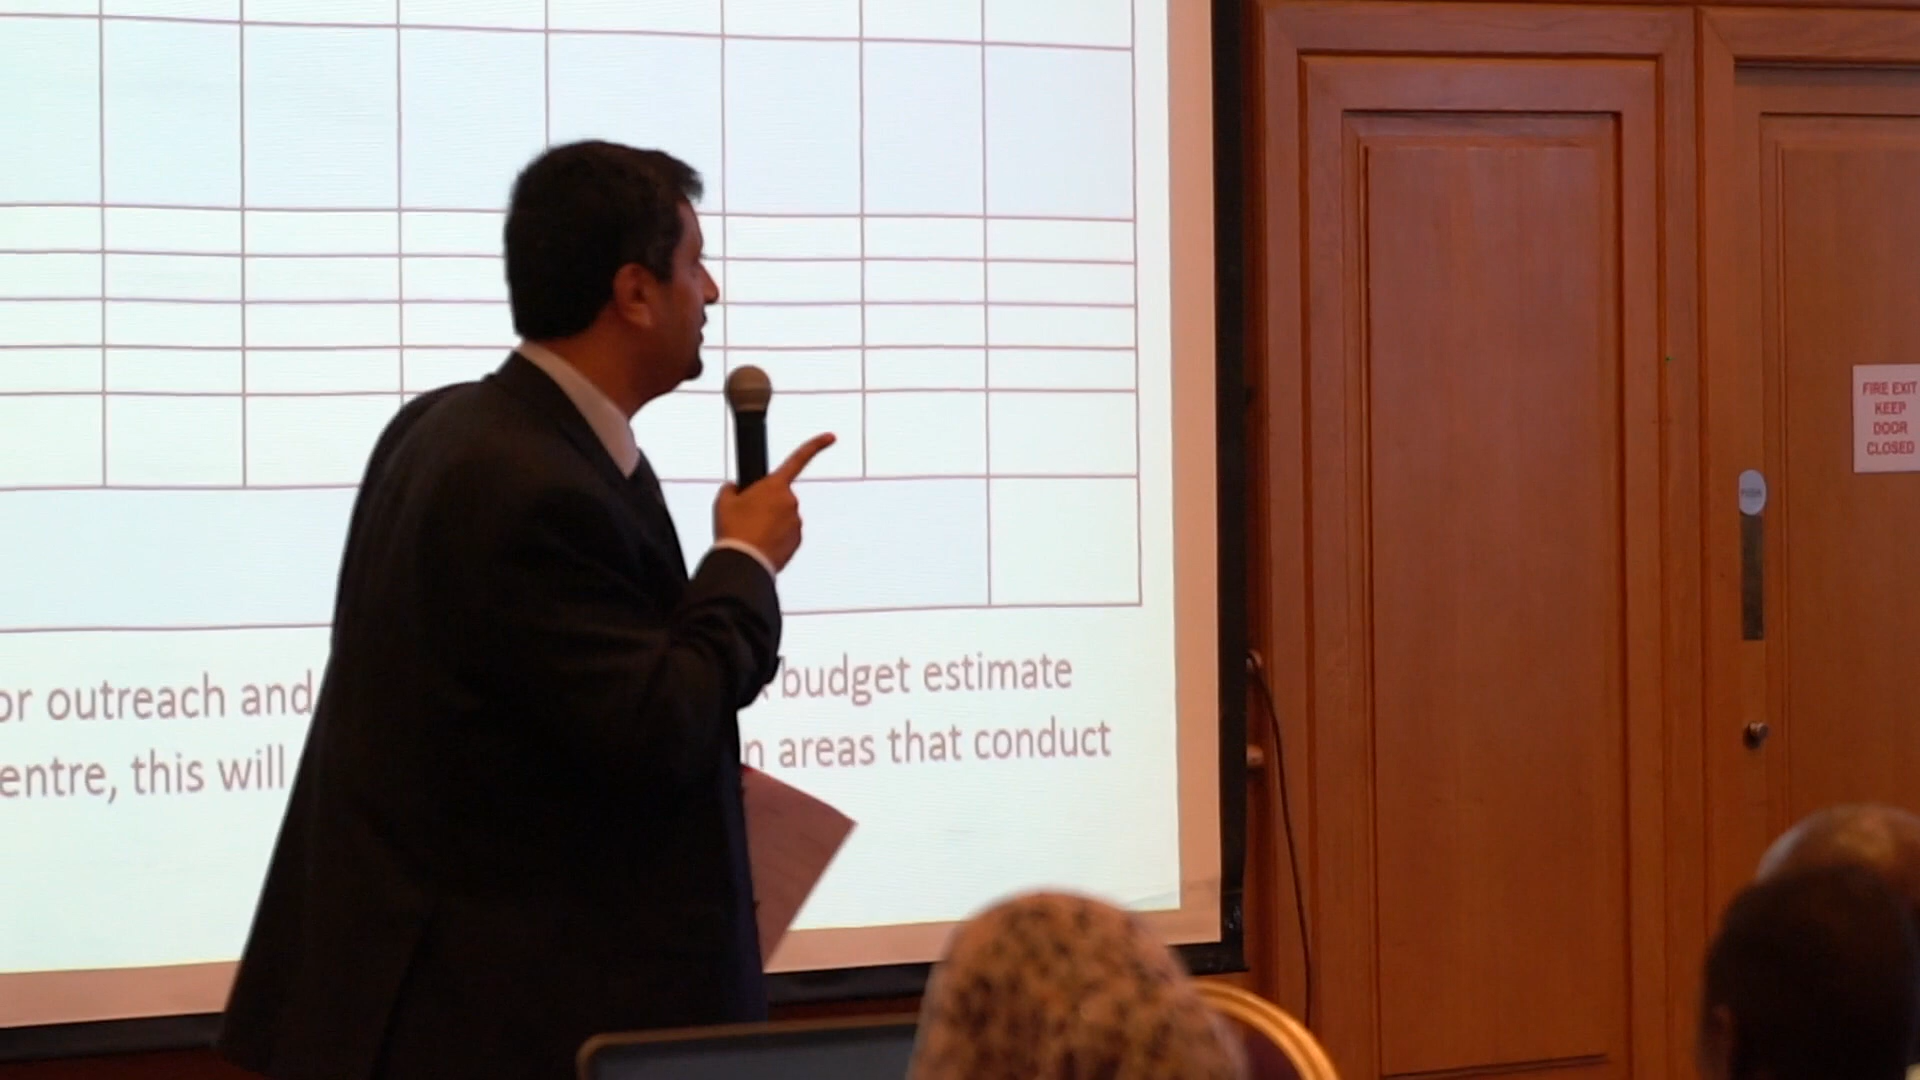 or outreach and budget estimate
entre, this will n areas that conduct
FIRE EXIT
KEEP
DOOR
CLOSED